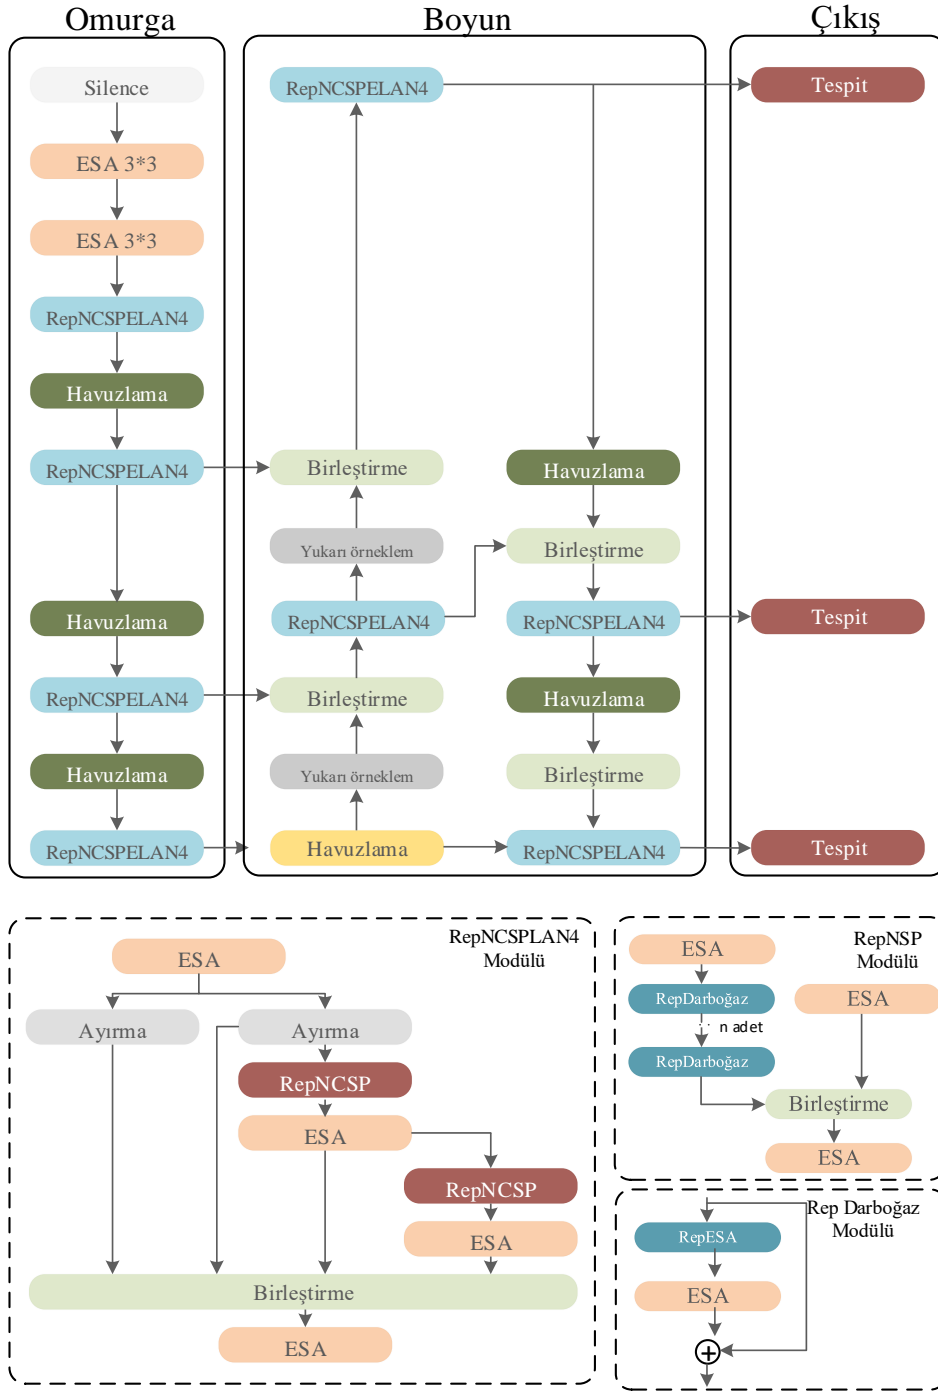 Omurga
Boyun
Çıkış
Silence
ESA 3*3
ESA 3*3
RepNCSPELAN4
Havuzlama
RepNCSPELAN4
Havuzlama
RepNCSPELAN4
Havuzlama
RepNCSPELAN4
RepNCSPELAN4
Birleştirme
Yukarı örneklem
RepNCSPELAN4
Birleştirme
Yukarı örneklem
Havuzlama
Havuzlama
Birleştirme
RepNCSPELAN4
Havuzlama
Birleştirme
RepNCSPELAN4
Tespit
Tespit
Tespit
RepNCSPLAN4
Modülü
ESA
Ayırma
Ayırma
RepNCSP
ESA
RepNCSP
ESA
Birleştirme
ESA
RepNSP
Modülü
ESA
RepDarboğaz
n adet
RepDarboğaz
ESA
Birleştirme
ESA
Rep Darboğaz
Modülü
RepESA
ESA
+